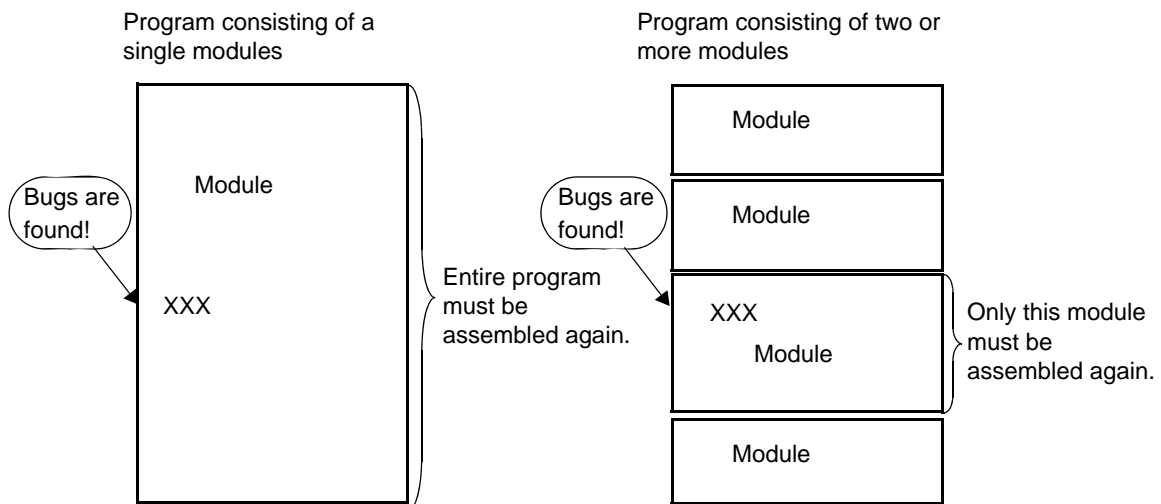 Program consisting of a
single modules
Module
Bugs are
found!
XXX
Entire program
must be
assembled again.
Program consisting of two or
more modules
Module
Module
Bugs are
found!
XXX
Module
Only this module
must be
assembled again.
Module